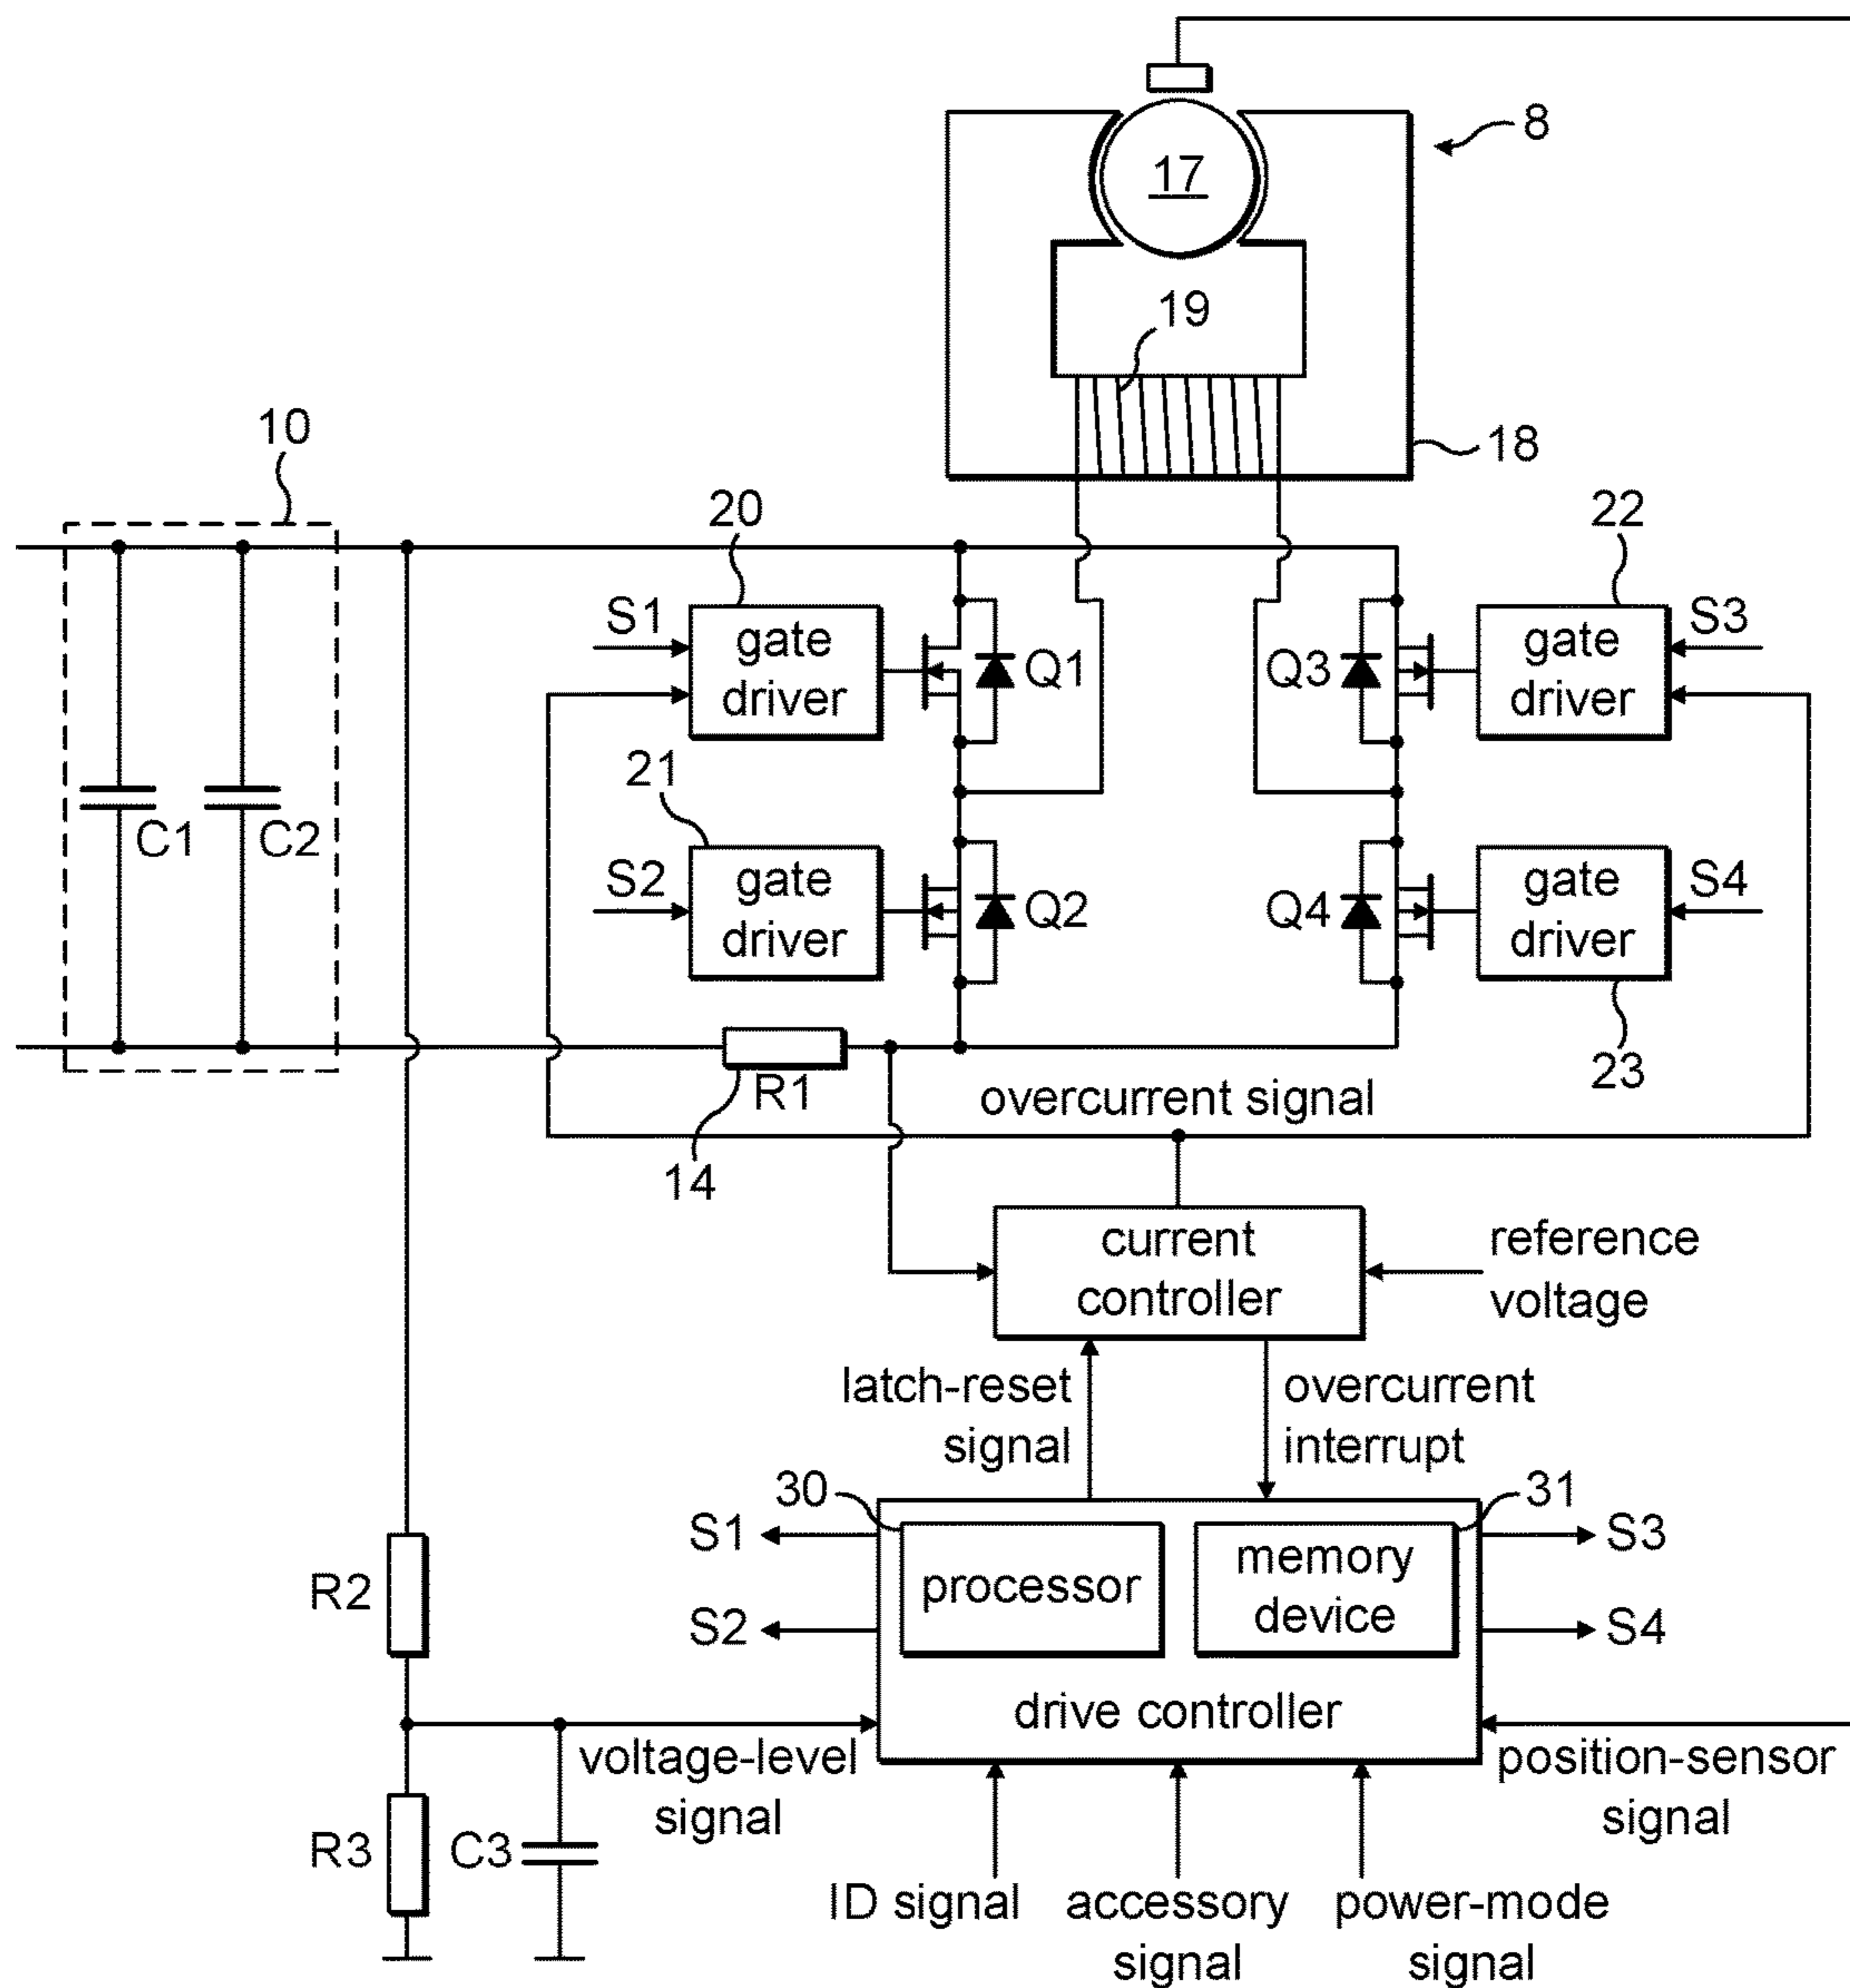 8
17
19
18
10
20
22
S1
gate
driver
Q1
Q3
gate
driver
S3
21
C1
C2
S2
gate
driver
Q2
Q4
gate
driver
S4
23
R1
14
overcurrent signal
current
controller
reference
voltage
latch-reset
signal
overcurrent
interrupt
30
31
S1
S2
processor
memory
device
S3
S4
R2
drive controller
voltage-level
signal
position-sensor
signal
R3
C3
ID signal
accessory
signal
power-mode
signal